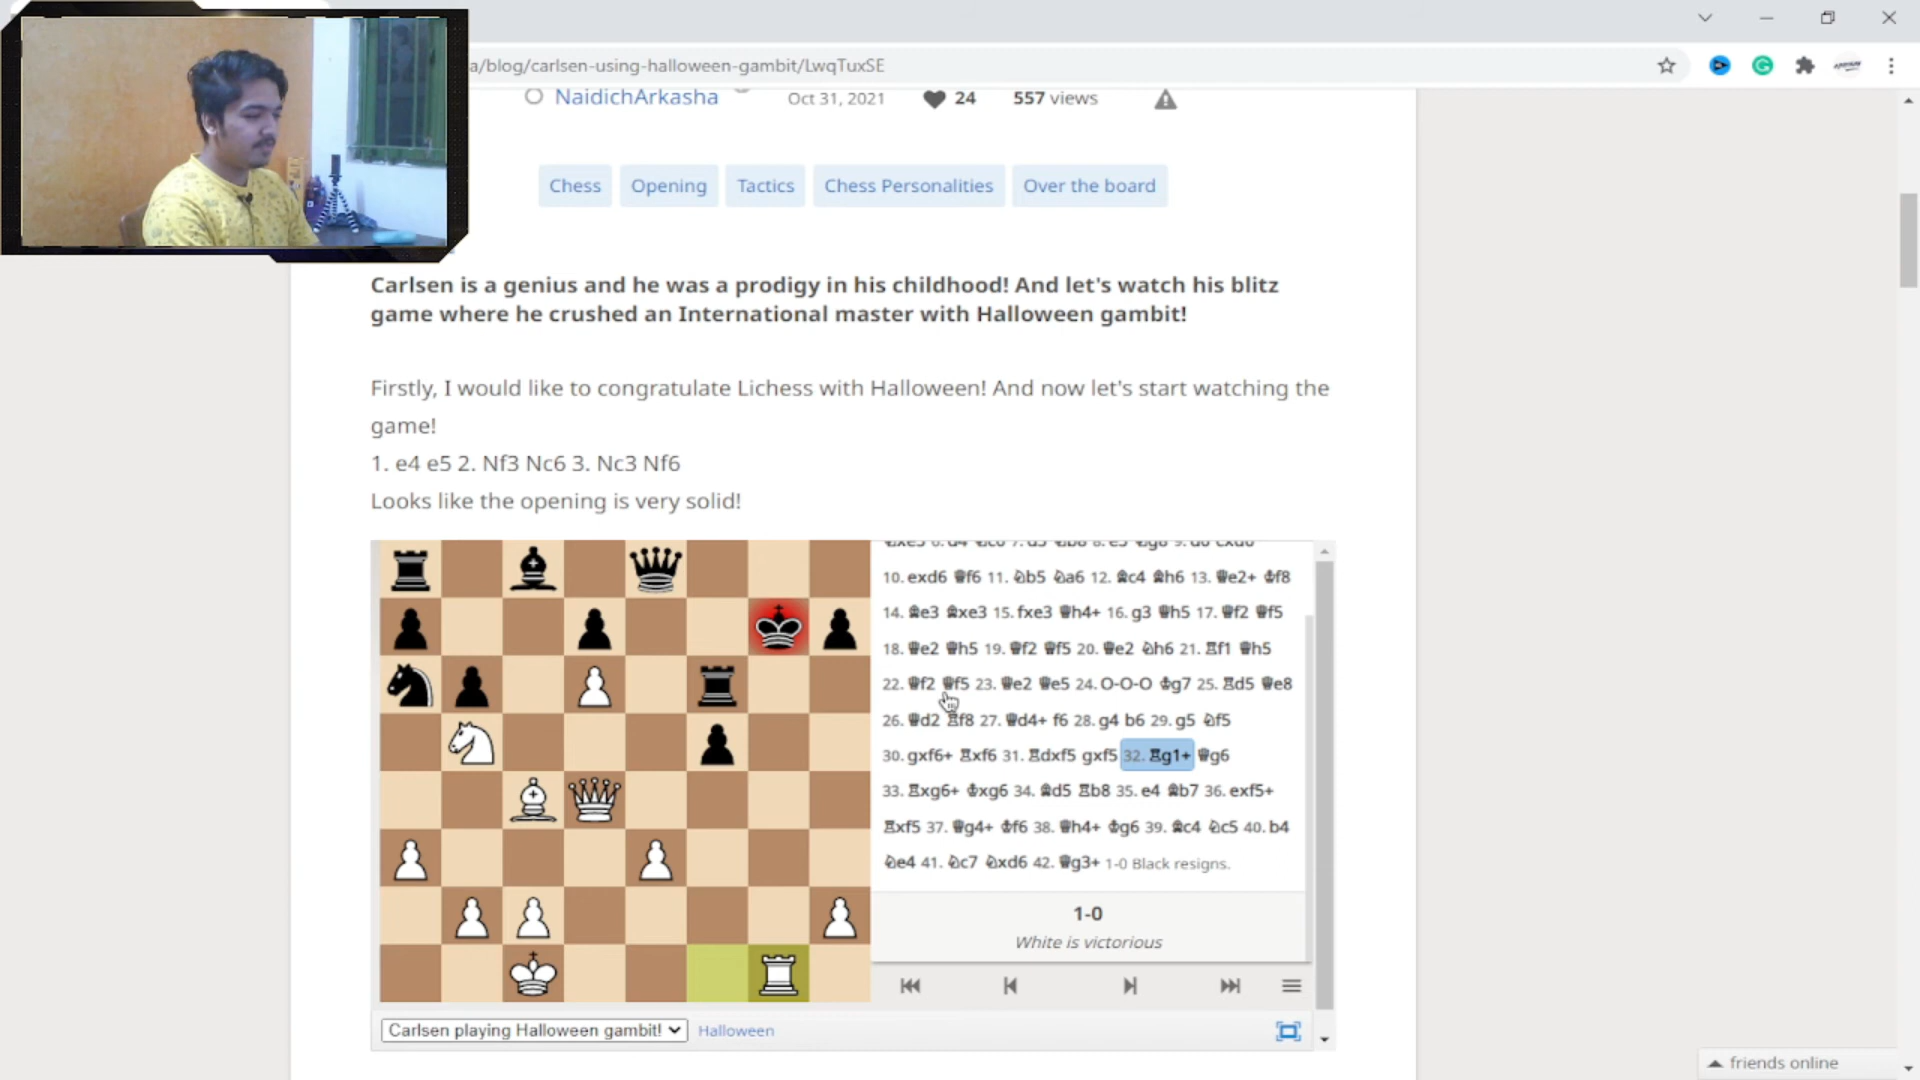 a/blog/carlsen-using-halloween-gambit/LwqTuxSE
NaidichArkasha Oct 31, 2021 24 557 views
Chess Opening Tactics Chess Personalities Over the board
Carlsen is a genius and he was a prodigy in his childhood! And let's watch his blitz
game where he crushed an International master with Halloween gambit!
Firstly, I would like to congratulate Lichess with Halloween! And now let's start watching the
game!
1. e4 e5 2. Nf3 Nc6 3. Nc3 Nf6
Looks like the opening is very solid!
10. exd6 ♕f6 11. ♘b5 ♘a6 12. ♗c4 ♗h6 13. ♕e2+ ♔f8
14. ♗e3 ♗xe3 15. fxe3 ♕h4+ 16. g3 ♕h5 17. ♕f2 ♕f5
18. ♕e2 ♕h5 19. ♕f2 ♕f5 20. ♕e2 ♘h6 21. ♖f1 ♕h5
22. ♕f2 ♕f5 23. ♕e2 ♕e5 24. O-O-O ♔g7 25. ♖d5 ♕e8
26. ♕d2 ♖f8 27. ♕d4+ f6 28. g4 b6 29. g5 ♘f5
30. gxf6+ ♖xf6 31. ♖dxf5 gxf5 32. ♖g1+ ♕g6
33. ♖xg6+ ♔xg6 34. ♗d5 ♖b8 35. e4 ♗b7 36. exf5+
♖xf5 37. ♕g4+ ♔f6 38. ♕h4+ ♔g6 39. ♗c4 ♘c5 40. b4
♘e4 41. ♘c7 ♘xd6 42. ♕g3+ 1-0 Black resigns.
1-0
White is victorious
Carlsen playing Halloween gambit! Halloween
friends online